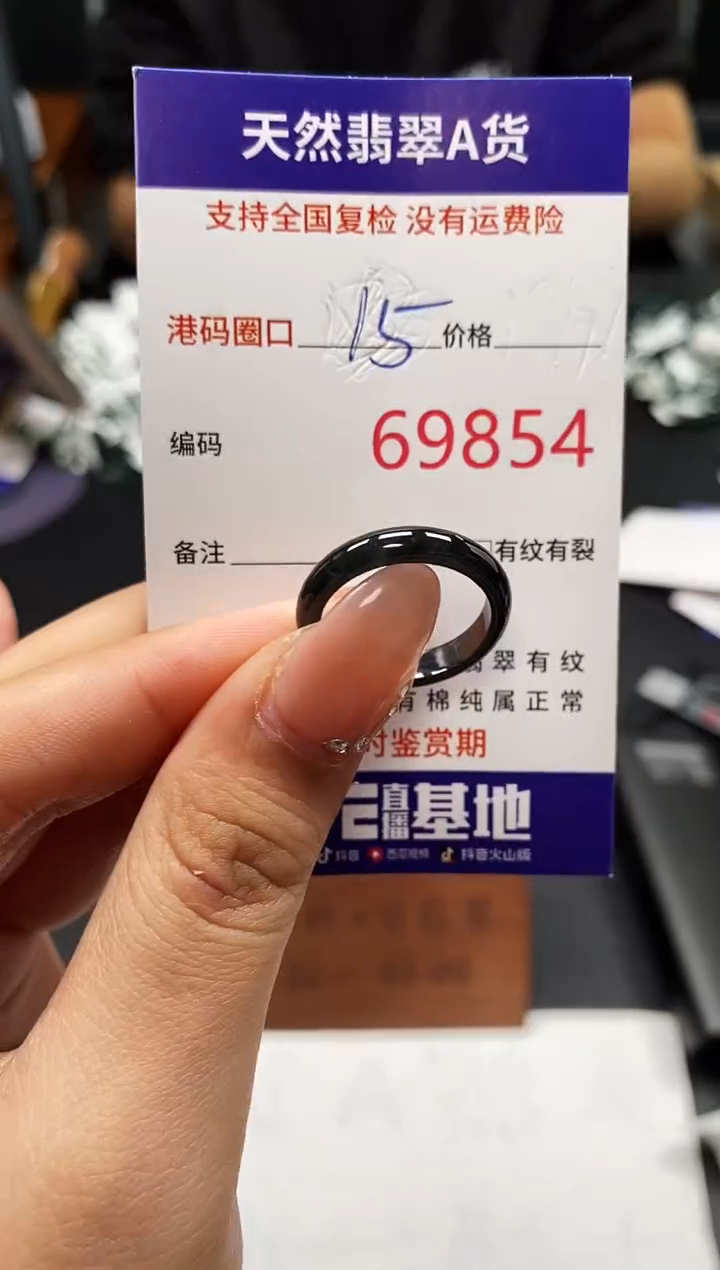 天然翡翠A货
支持全国复检 没有运费险
港码圈口 15 价格
编码 69854
备注 有纹有裂
翠有纹
有棉纯属正常
时鉴赏期
直播基地
抖音 西瓜视频 抖音火山版